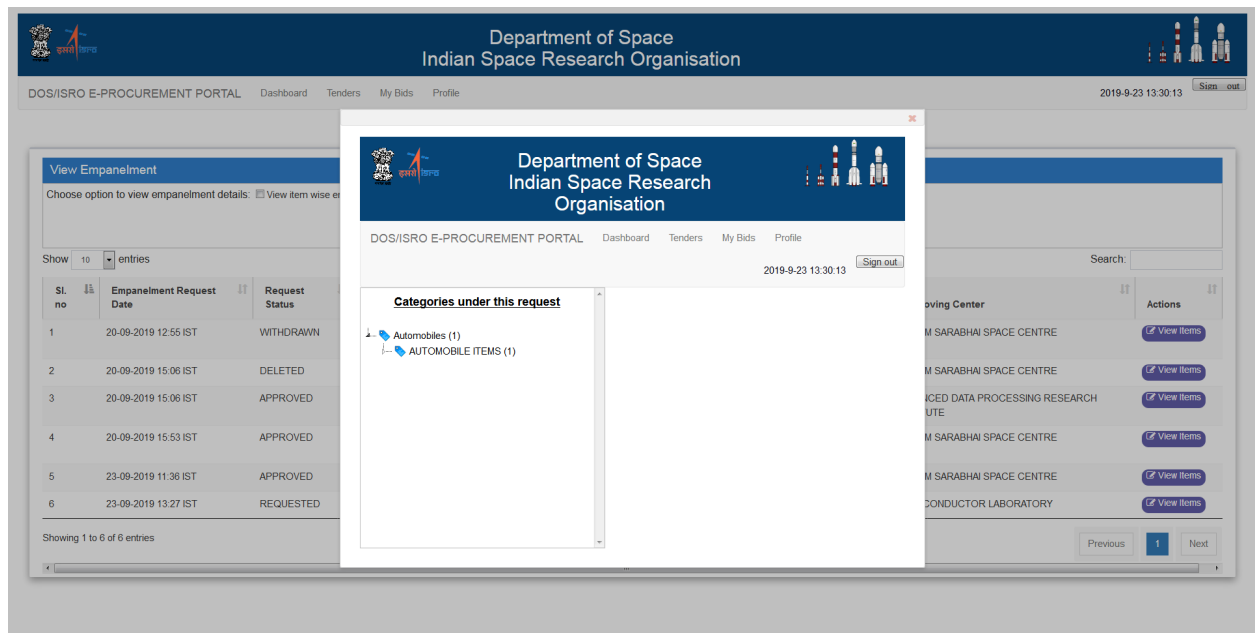 इसरो isro
Department of Space
Indian Space Research Organisation
DOS/ISRO E-PROCUREMENT PORTAL Dashboard Tenders My Bids Profile
2019-9-23 13:30:13 Sign out
View Empanelment
Choose option to view empanelment details: View item wise
Show 10 entries
Search:
Sl. no Empanelment Request Date Request Status Center Actions
1 20-09-2019 12:55 IST WITHDRAWN SARABHAI SPACE CENTRE View Items
2 20-09-2019 15:06 IST DELETED SARABHAI SPACE CENTRE View Items
3 20-09-2019 15:06 IST APPROVED DATA PROCESSING RESEARCH View Items
4 20-09-2019 15:53 IST APPROVED SARABHAI SPACE CENTRE View Items
5 23-09-2019 11:36 IST APPROVED SARABHAI SPACE CENTRE View Items
6 23-09-2019 13:27 IST REQUESTED LABORATORY View Items
Showing 1 to 6 of 6 entries
Previous 1 Next
इसरो isro
Department of Space
Indian Space Research
Organisation
DOS/ISRO E-PROCUREMENT PORTAL Dashboard Tenders My Bids Profile
2019-9-23 13:30:13 Sign out
Categories under this request
Automobiles (1)
AUTOMOBILE ITEMS (1)